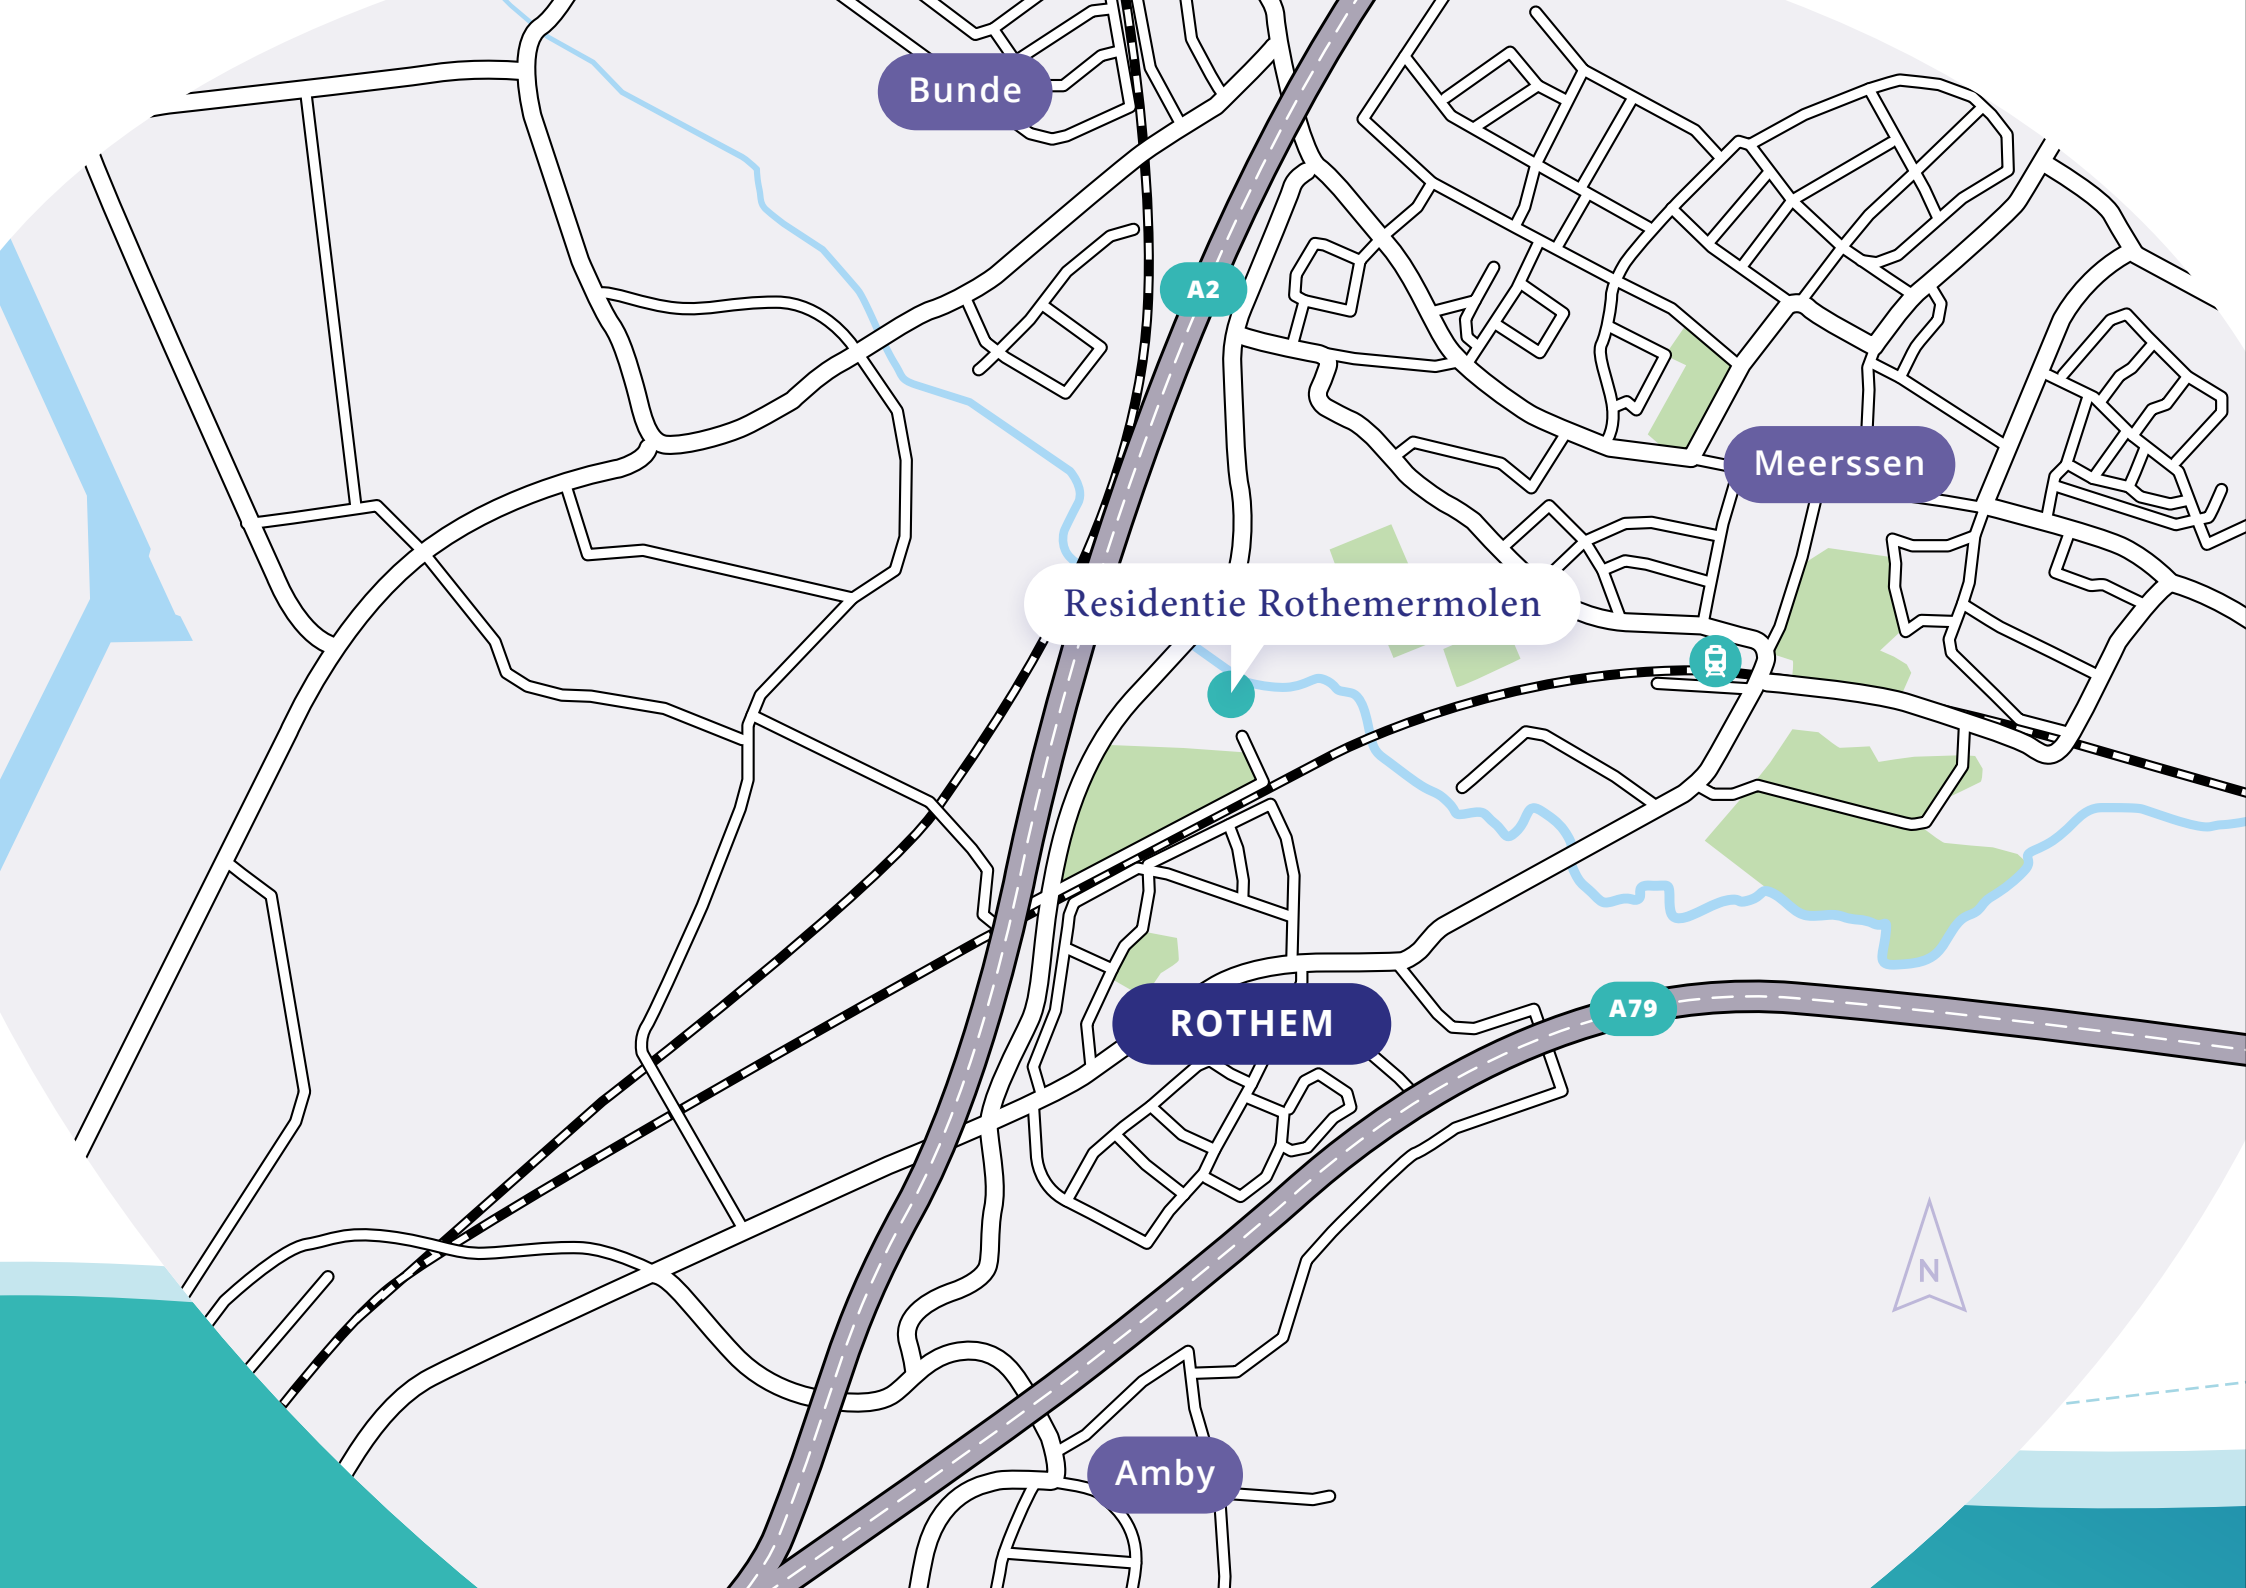 Bunde
A2
Meerssen
Residentie Rothemermolen
A79
ROTHEM
N
Amby